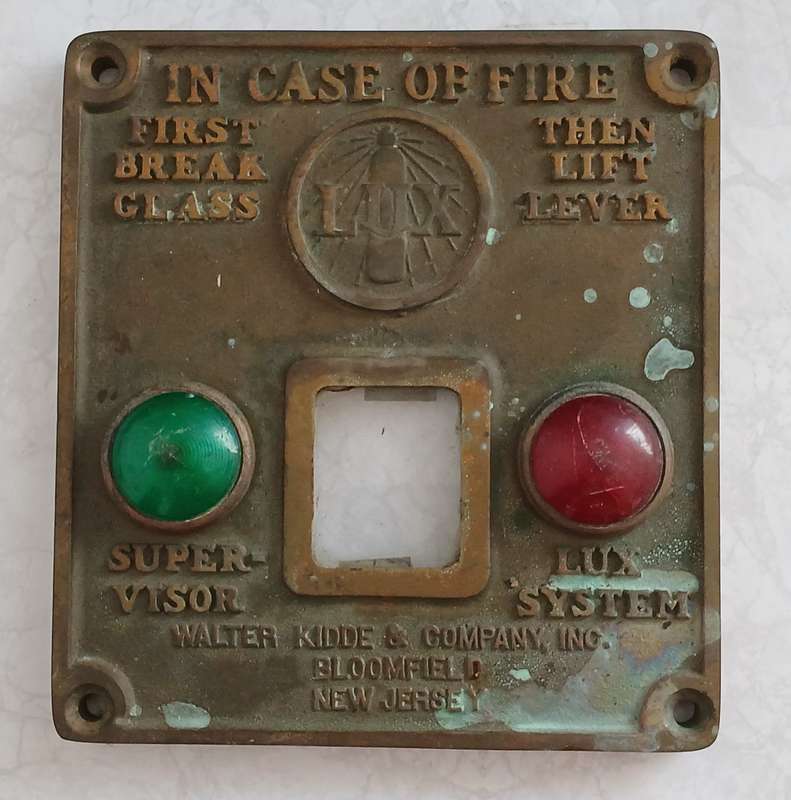 IN CASE OF FIRE
FIRST
BREAK
GLASS
LUX
THEN
LIFT
LEVER
SUPER-
VISOR
LUX
SYSTEM
WALTER KIDDE & COMPANY, INC.
BLOOMFIELD
NEW JERSEY